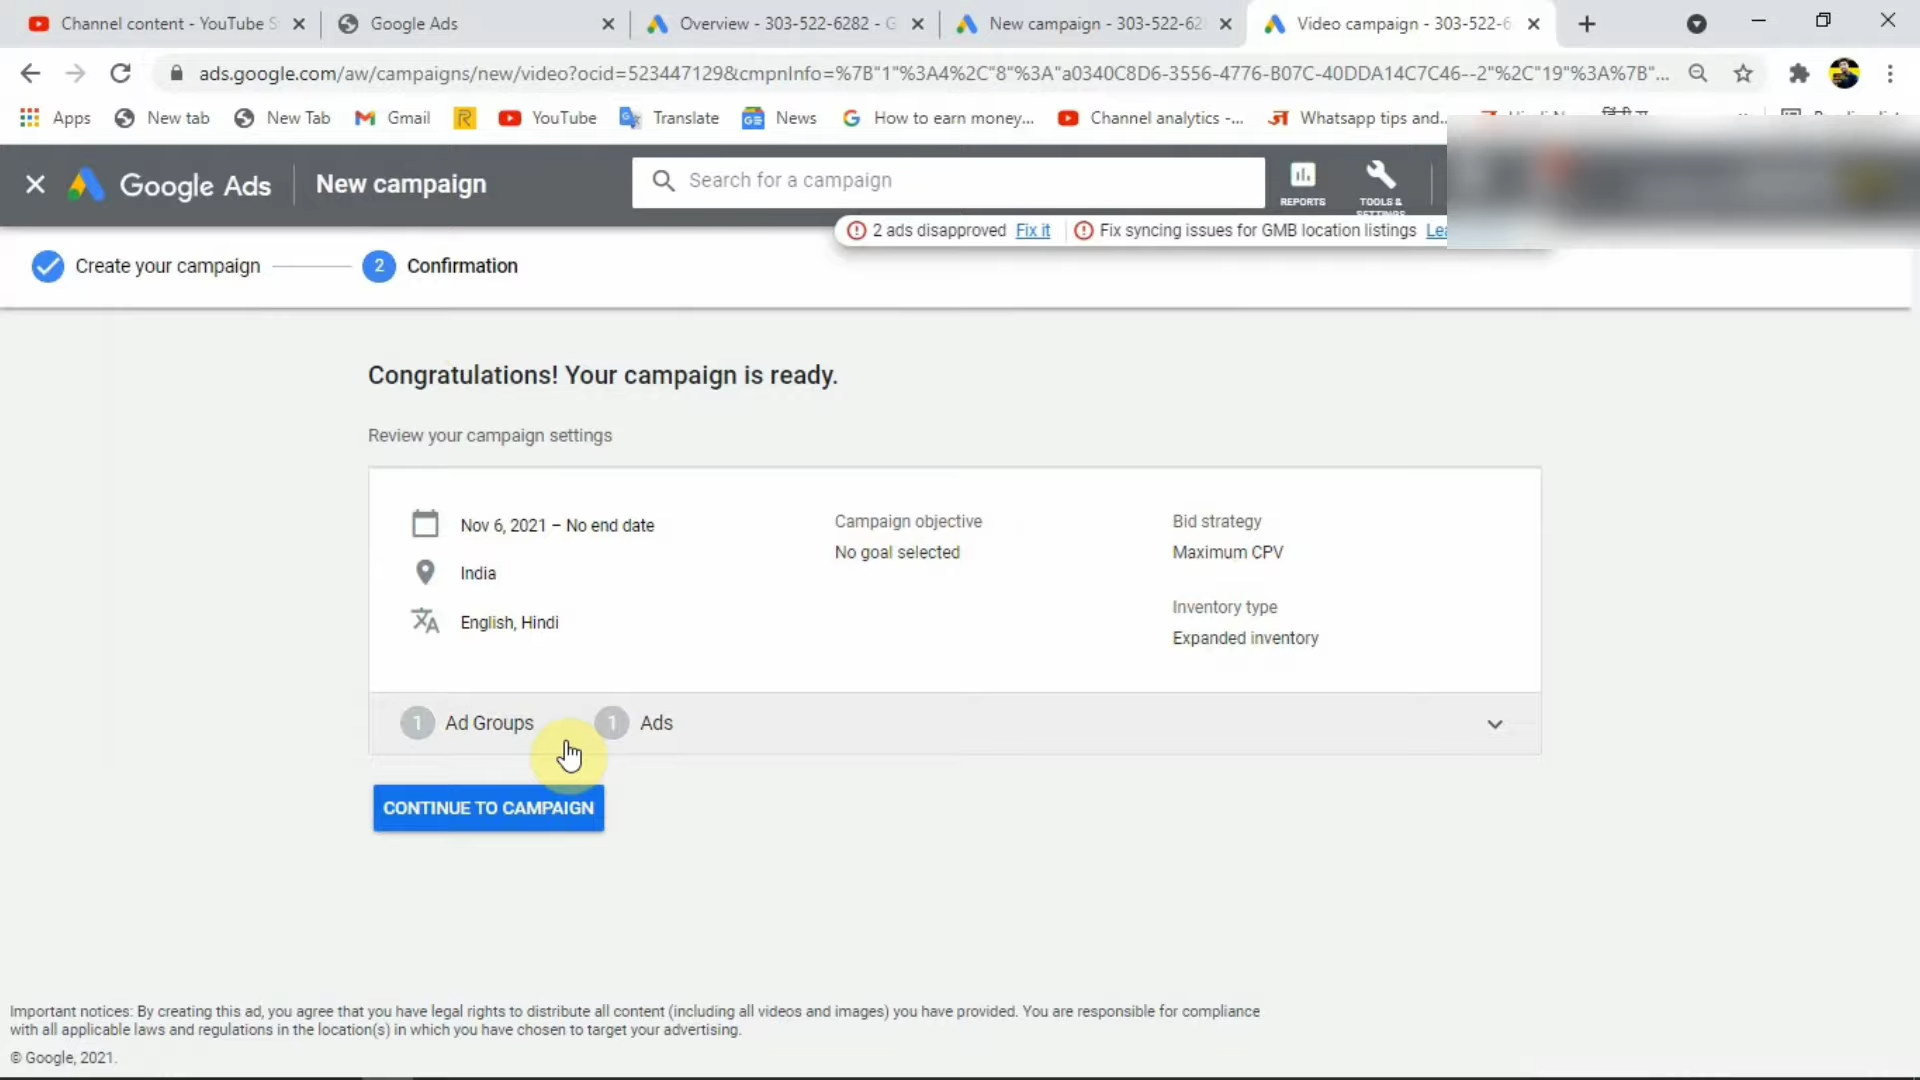 Channel content - YouTube S
Google Ads
Overview - 303-522-6282 - G
New campaign - 303-522-62
Video campaign - 303-522-6
ads.google.com/aw/campaigns/new/video?ocid=523447129&cmpnInfo=%7B"1"%3A4%2C"8"%3A"a0340C8D6-3556-4776-B07C-40DDA14C7C46--2"%2C"19"%3A%7B"...
Apps
New tab
New Tab
Gmail
YouTube
Translate
News
How to earn money...
Channel analytics -...
Whatsapp tips and...
Google Ads
New campaign
Search for a campaign
REPORTS
TOOLS &
SETTINGS
2 ads disapproved Fix it
Fix syncing issues for GMB location listings Lea
Create your campaign
2 Confirmation
Congratulations! Your campaign is ready.
Review your campaign settings
Nov 6, 2021 – No end date
India
English, Hindi
Campaign objective
No goal selected
Bid strategy
Maximum CPV
Inventory type
Expanded inventory
1 Ad Groups
1 Ads
CONTINUE TO CAMPAIGN
Important notices: By creating this ad, you agree that you have legal rights to distribute all content (including all videos and images) you have provided. You are responsible for compliance
with all applicable laws and regulations in the location(s) in which you have chosen to target your advertising.
© Google, 2021.